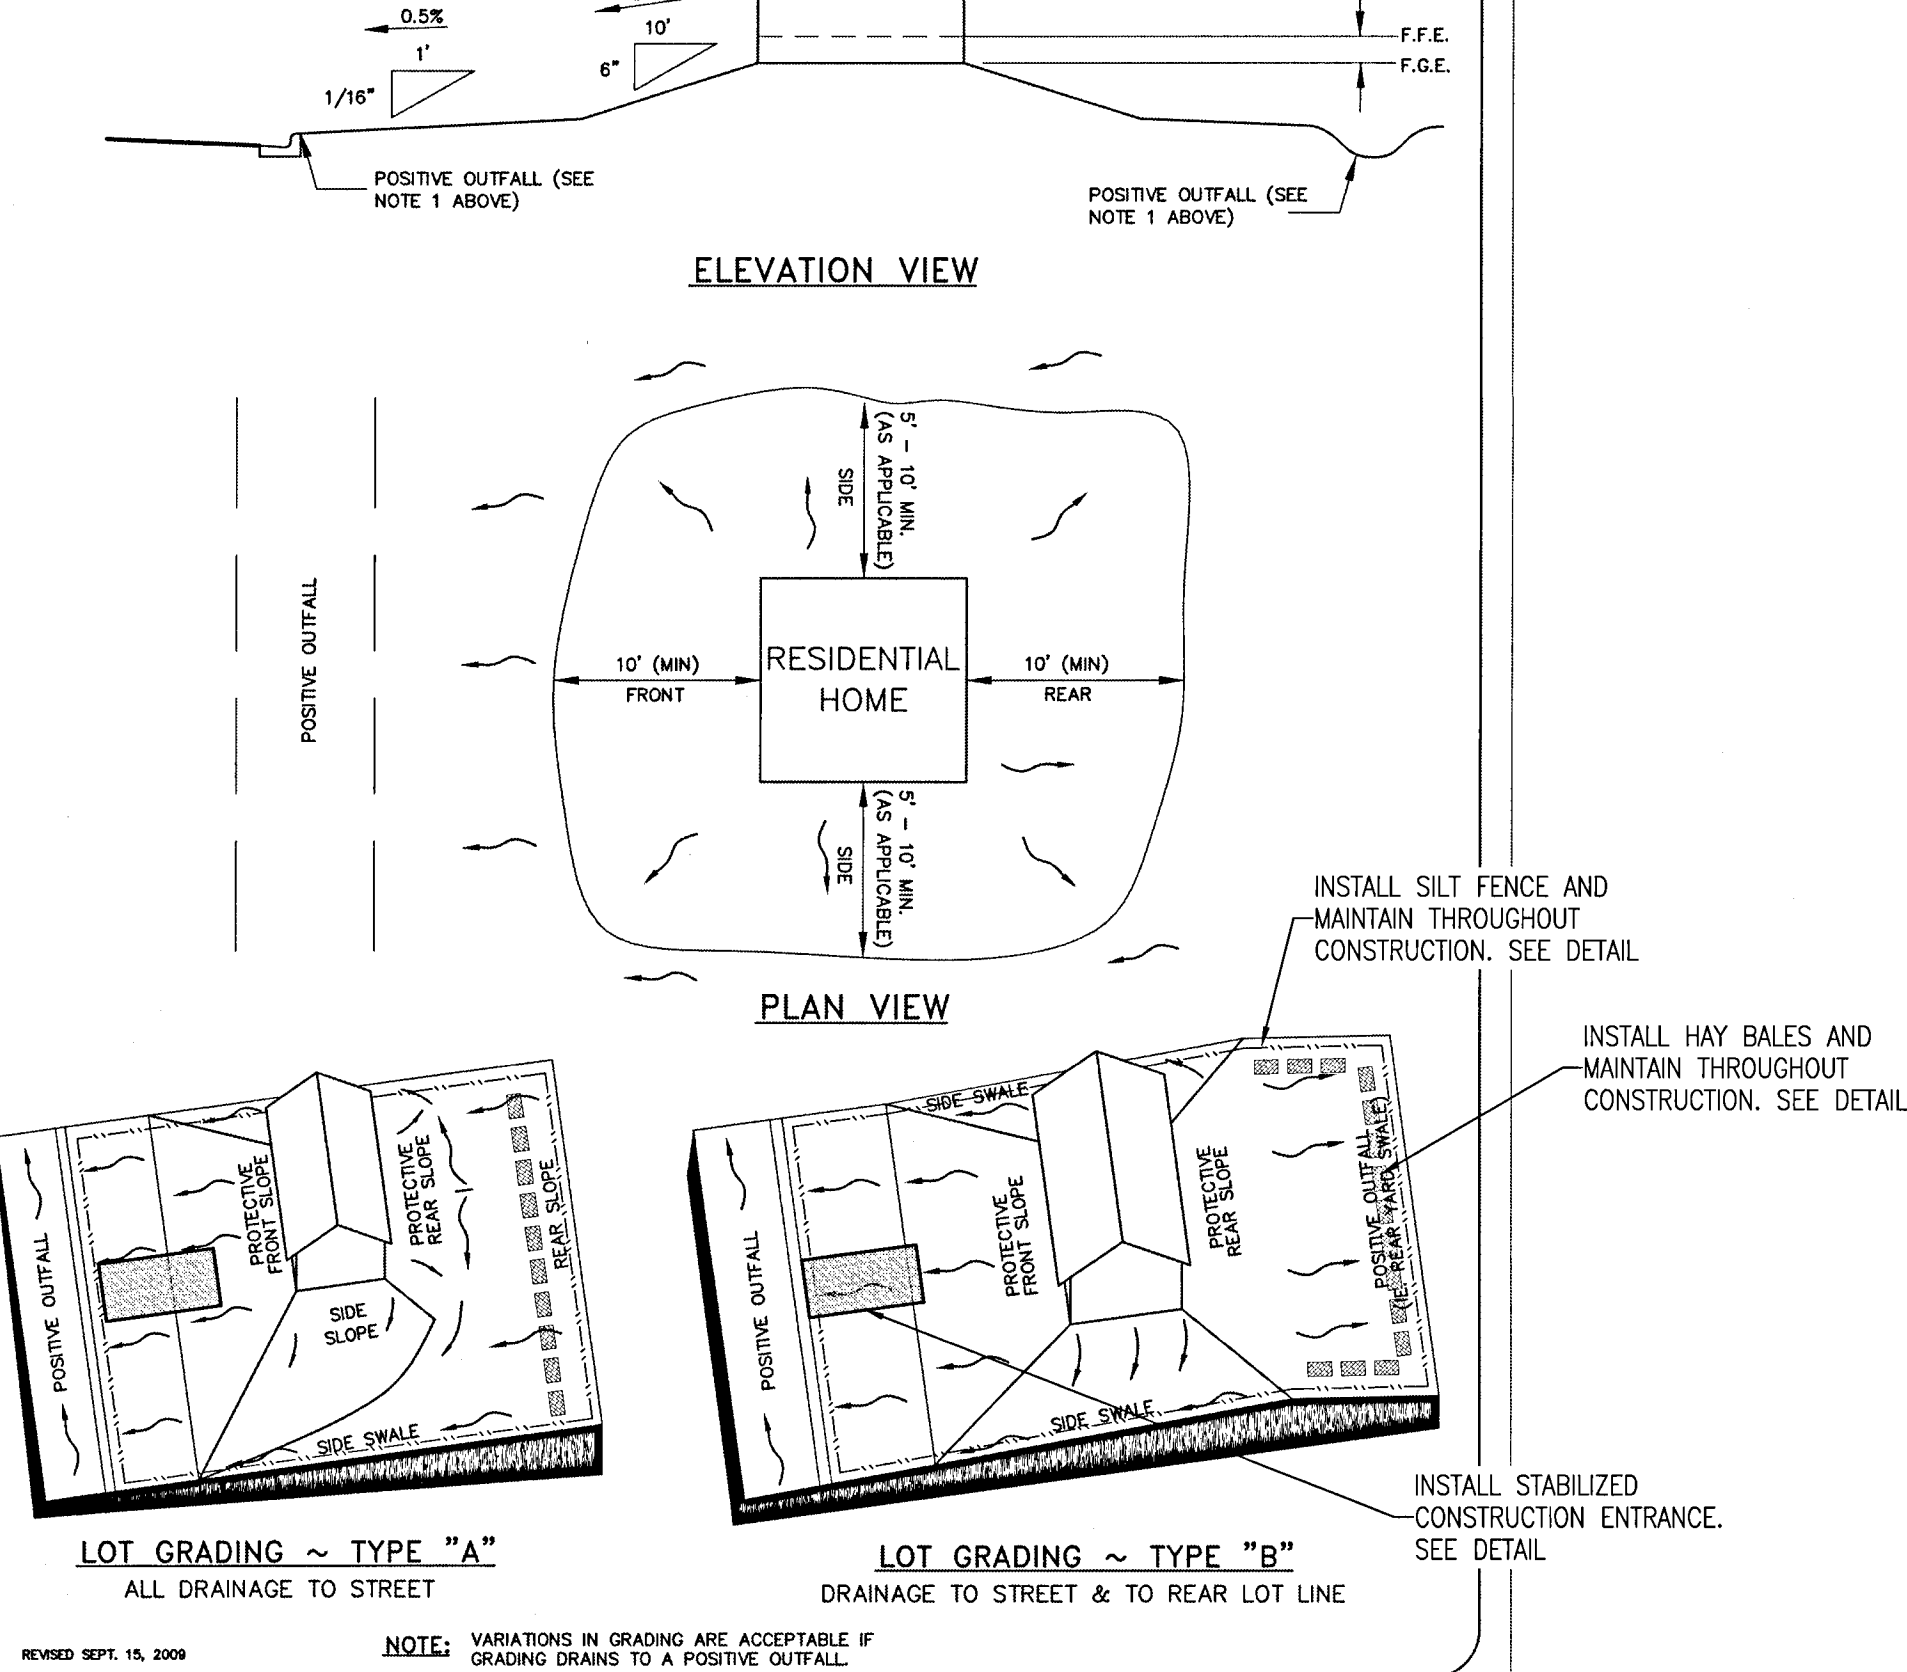 0.5%
1'
1/16"
10'
6"
F.F.E.
F.G.E.
POSITIVE OUTFALL (SEE
NOTE 1 ABOVE)
POSITIVE OUTFALL (SEE
NOTE 1 ABOVE)
ELEVATION VIEW
5' - 10' MIN.
(AS APPLICABLE)
SIDE
POSITIVE OUTFALL
10' (MIN)
FRONT
RESIDENTIAL
HOME
10' (MIN)
REAR
5' - 10' MIN.
(AS APPLICABLE)
SIDE
PLAN VIEW
INSTALL SILT FENCE AND
MAINTAIN THROUGHOUT
CONSTRUCTION. SEE DETAIL
INSTALL HAY BALES AND
MAINTAIN THROUGHOUT
CONSTRUCTION. SEE DETAIL
POSITIVE OUTFALL
PROTECTIVE
FRONT SLOPE
PROTECTIVE
REAR SLOPE
REAR SLOPE
SIDE
SLOPE
SIDE SWALE
SIDE SWALE
POSITIVE OUTFALL
PROTECTIVE
FRONT SLOPE
PROTECTIVE
REAR SLOPE
POSITIVE OUTFALL
(IE. REAR YARD SWALE)
SIDE SWALE
INSTALL STABILIZED
CONSTRUCTION ENTRANCE.
SEE DETAIL
LOT GRADING ~ TYPE "A"
ALL DRAINAGE TO STREET
LOT GRADING ~ TYPE "B"
DRAINAGE TO STREET & TO REAR LOT LINE
REVISED SEPT. 15, 2009
NOTE: VARIATIONS IN GRADING ARE ACCEPTABLE IF
GRADING DRAINS TO A POSITIVE OUTFALL.